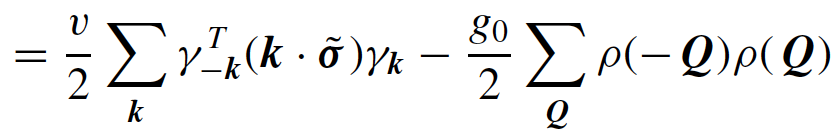 $= \frac{v}{2} \sum_{\boldsymbol{k}} \gamma_{-\boldsymbol{k}}^{T} (\boldsymbol{k} \cdot \tilde{\boldsymbol{\sigma}}) \gamma_{\boldsymbol{k}} - \frac{g_0}{2} \sum_{\boldsymbol{Q}} \rho(-\boldsymbol{Q}) \rho(\boldsymbol{Q})$